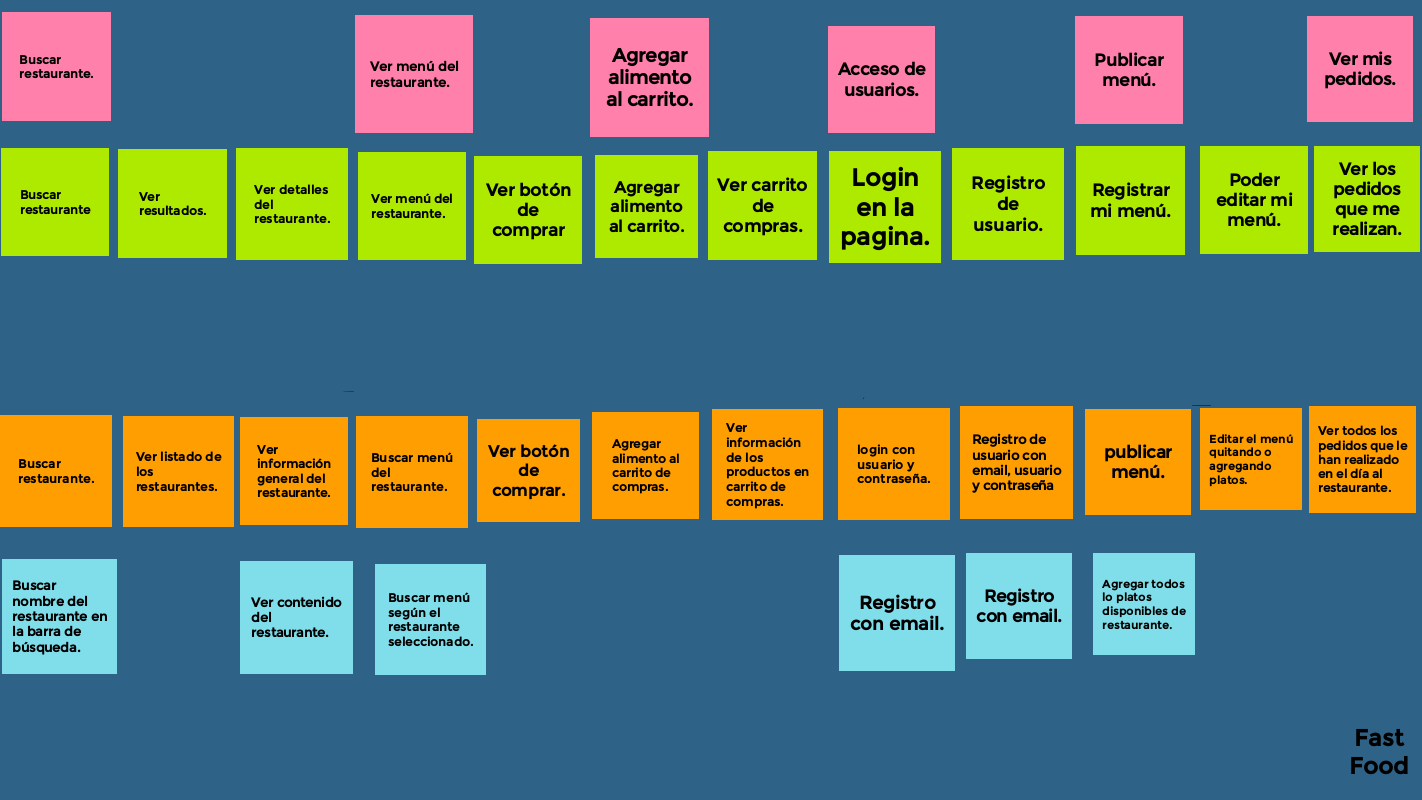 Buscar
restaurante.
Ver menú del
restaurante.
Agregar
alimento
al carrito.
Acceso de
usuarios.
Publicar
menú.
Ver mis
pedidos.
Buscar
restaurante
Ver
resultados.
Ver detalles
del
restaurante.
Ver menú del
restaurante.
Ver botón
de
comprar
Agregar
alimento
al carrito.
Ver carrito
de
compras.
Login
en la
pagina.
Registro
de
usuario.
Registrar
mi menú.
Poder
editar mi
menú.
Ver los
pedidos
que me
realizan.
Buscar
restaurante.
Ver listado de
los
restaurantes.
Ver
información
general del
restaurante.
Buscar menú
del
restaurante.
Ver botón
de
comprar.
Agregar
alimento al
carrito de
compras.
Ver
información
de los
productos en
carrito de
compras.
login con
usuario y
contraseña.
Registro de
usuario con
email, usuario
y contraseña
publicar
menú.
Editar el menú
quitando o
agregando
platos.
Ver todos los
pedidos que le
han realizado
en el día al
restaurante.
Buscar
nombre del
restaurante en
la barra de
búsqueda.
Ver contenido
del
restaurante.
Buscar menú
según el
restaurante
seleccionado.
Registro
con email.
Registro
con email.
Agregar todos
lo platos
disponibles de
restaurante.
Fast
Food